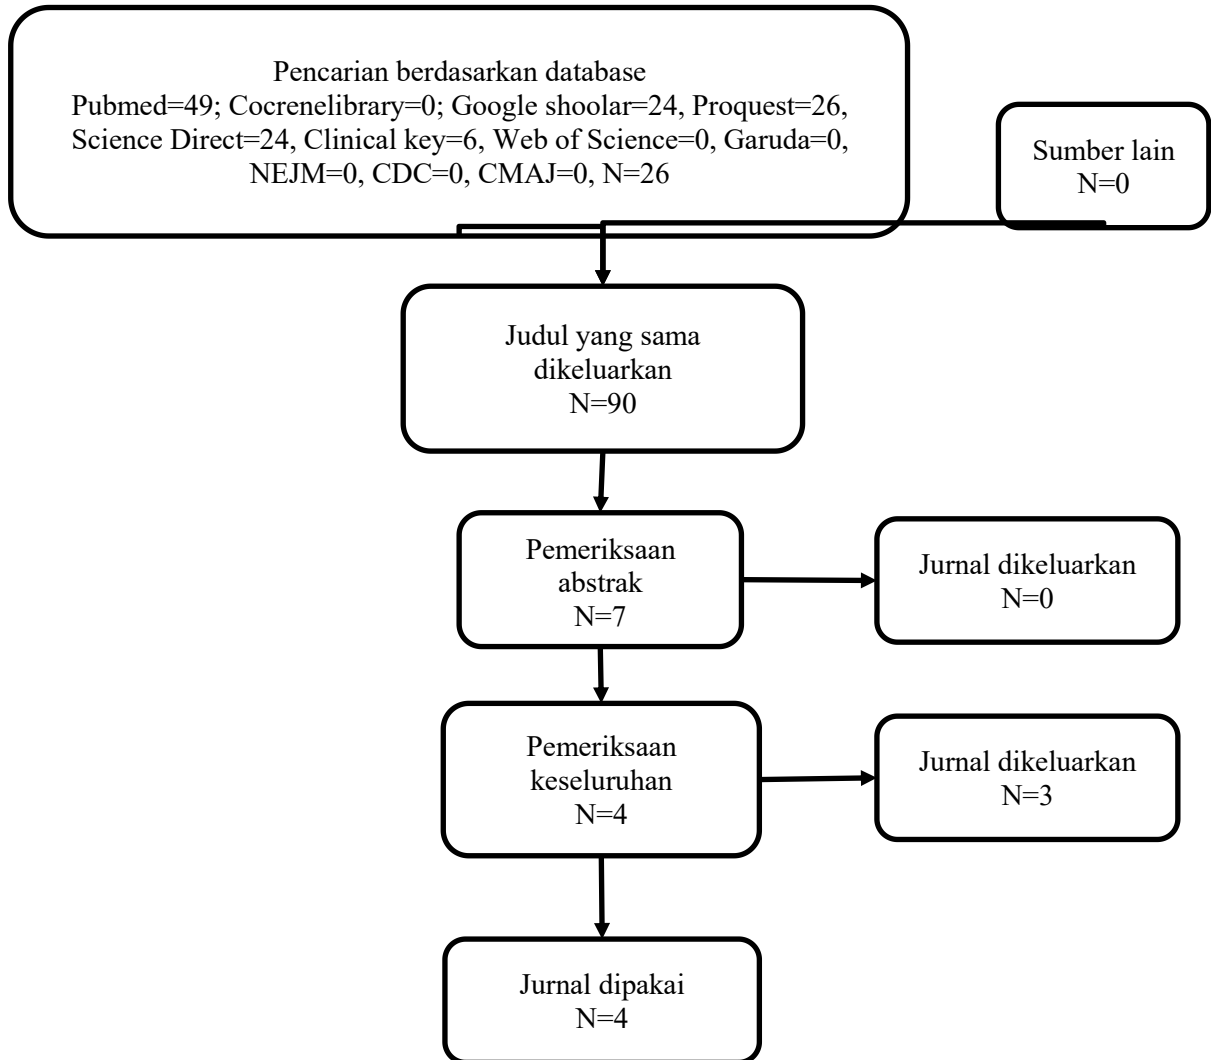 Pencarian berdasarkan database
Pubmed=49; Cocrenelibrary=0; Google shoolar=24, Proquest=26,
Science Direct=24, Clinical key=6, Web of Science=0, Garuda=0,
NEJM=0, CDC=0, CMAJ=0, N=26
Sumber lain
N=0
Judul yang sama
dikeluarkan
N=90
Pemeriksaan
abstrak
N=7
Jurnal dikeluarkan
N=0
Pemeriksaan
keseluruhan
N=4
Jurnal dikeluarkan
N=3
Jurnal dipakai
N=4